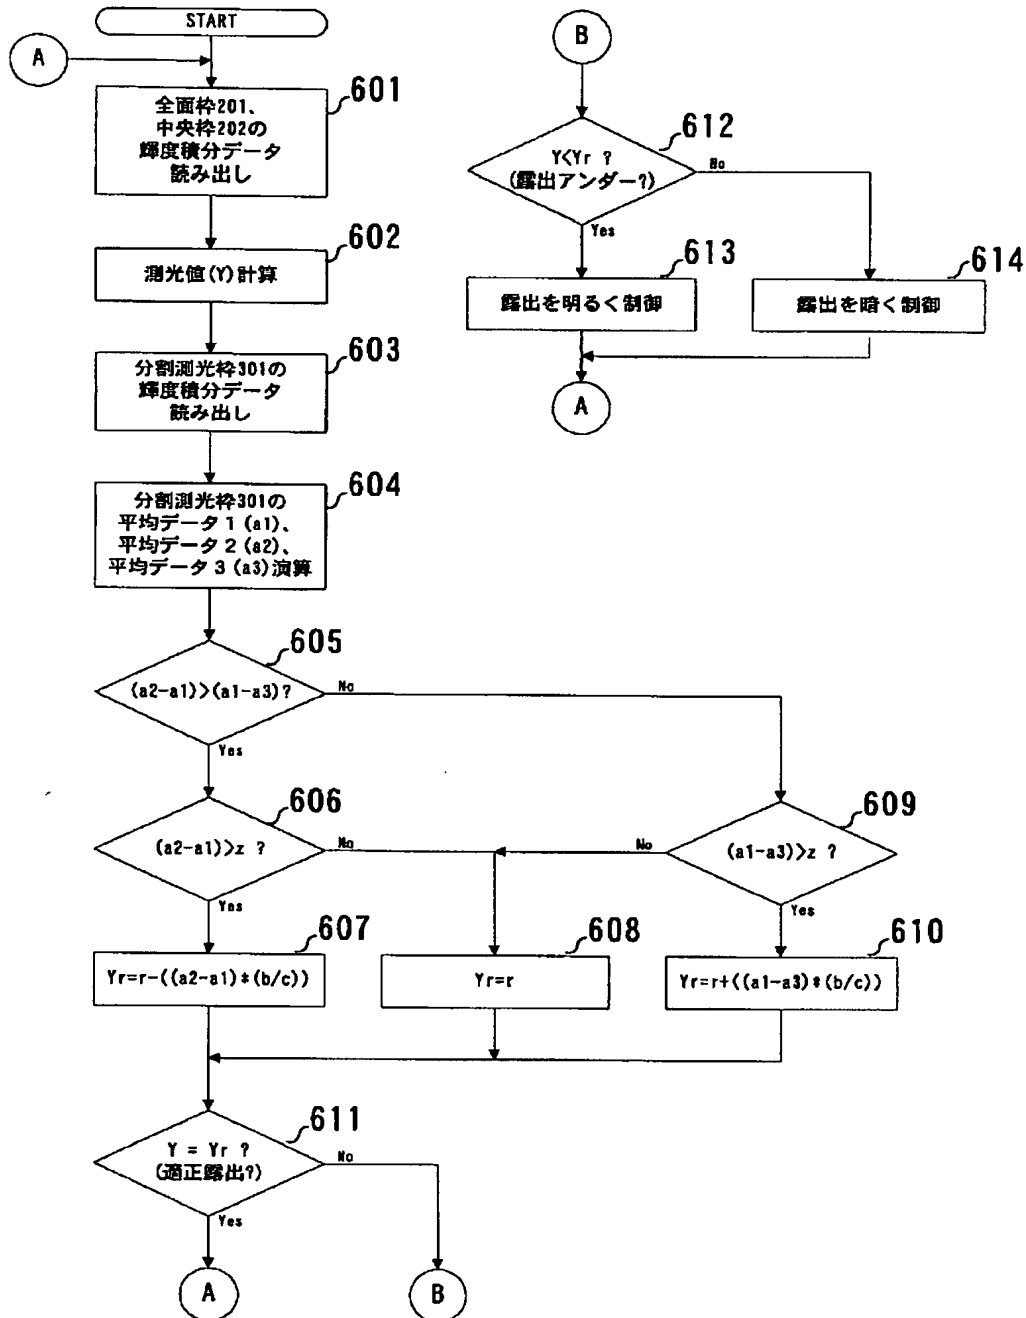 START
A
601
全面枠201、
中央枠202の
輝度積分データ
読み出し
602
測光値(Y)計算
603
分割測光枠301の
輝度積分データ
読み出し
604
分割測光枠301の
平均データ1(a1)、
平均データ2(a2)、
平均データ3(a3)演算
605
(a2-a1)>(a1-a3)?
No
Yes
606
(a2-a1)>z ?
No
Yes
609
(a1-a3)>z ?
No
Yes
607
Yr=r-((a2-a1)*(b/c))
608
Yr=r
610
Yr=r+((a1-a3)*(b/c))
611
Y = Yr ?
(適正露出?)
No
Yes
A
B
B
612
Y<Yr ?
(露出アンダー?)
No
Yes
613
露出を明るく制御
614
露出を暗く制御
A